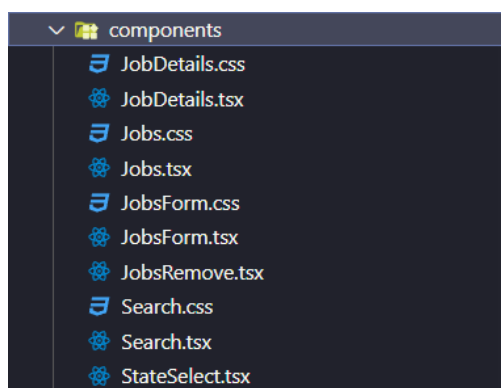 components
JobDetails.css
JobDetails.tsx
Jobs.css
Jobs.tsx
JobsForm.css
JobsForm.tsx
JobsRemove.tsx
Search.css
Search.tsx
StateSelect.tsx